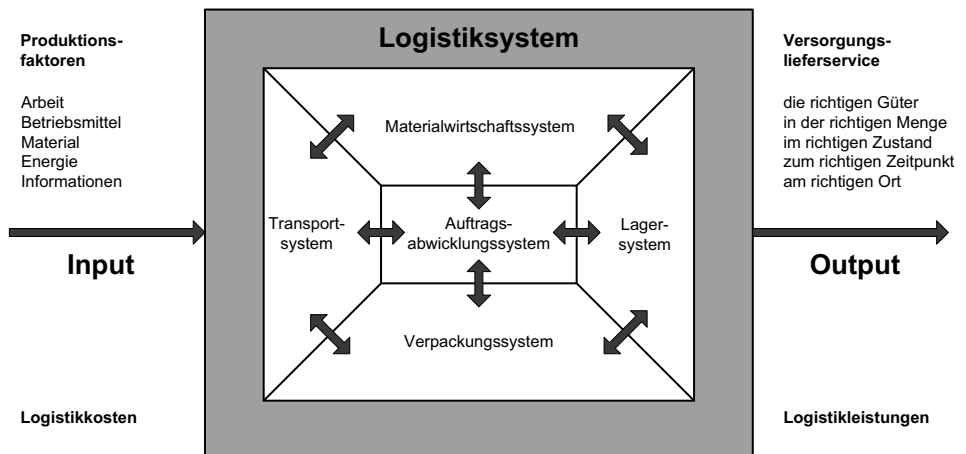 Produktions-
faktoren
Arbeit
Betriebsmittel
Material
Energie
Informationen
Input
Logistikkosten
Logistiksystem
Materialwirtschaftssystem
Transport-
system
Auftrags-
abwicklungssystem
Lager-
system
Verpackungssystem
Versorgungs-
lieferservice
die richtigen Güter
in der richtigen Menge
im richtigen Zustand
zum richtigen Zeitpunkt
am richtigen Ort
Output
Logistikleistungen